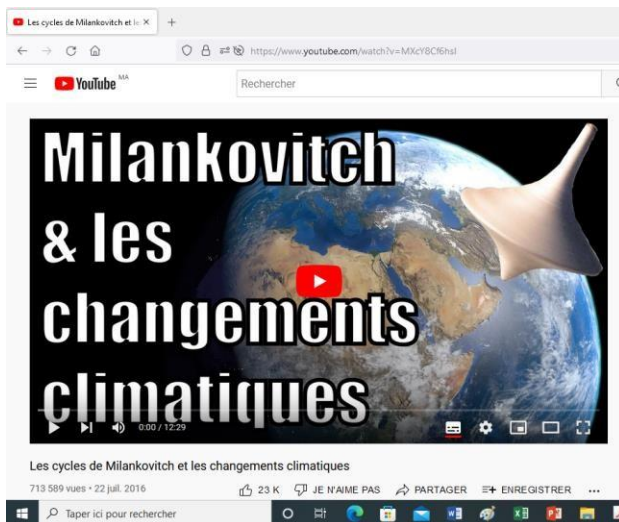 Les cycles de Milankovitch et le
https://www.youtube.com/watch?v=MXcY8Cf6hsI
YouTube MA
Rechercher
Milankovitch
& les
changements
climatiques
0:00 / 12:29
Les cycles de Milankovitch et les changements climatiques
713 589 vues • 22 juil. 2016 23 K JE N'AIME PAS PARTAGER ENREGISTRER ...
Taper ici pour rechercher